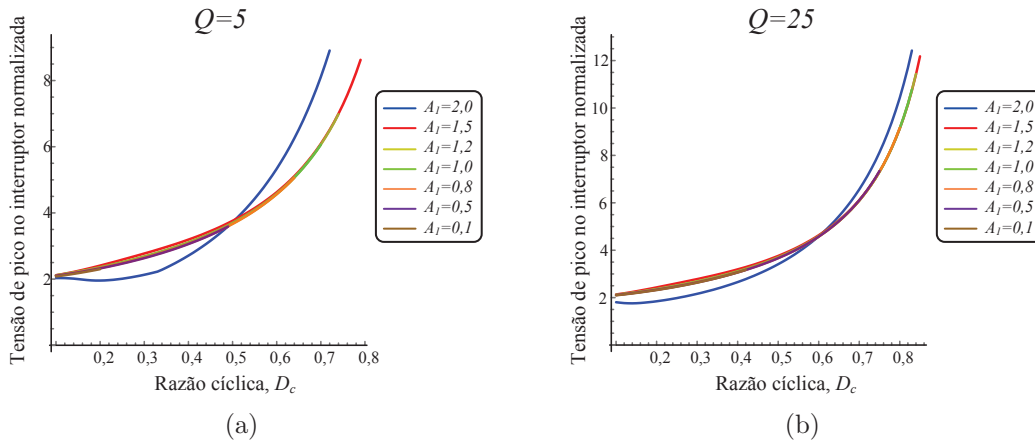 Q=5
Tensão de pico no interruptor normalizada
8
6
4
2
0,2 0,3 0,4 0,5 0,6 0,7 0,8
Razão cíclica, Dc
A1=2,0
A1=1,5
A1=1,2
A1=1,0
A1=0,8
A1=0,5
A1=0,1
(a)
Q=25
Tensão de pico no interruptor normalizada
12
10
8
6
4
2
0,2 0,3 0,4 0,5 0,6 0,7 0,8
Razão cíclica, Dc
A1=2,0
A1=1,5
A1=1,2
A1=1,0
A1=0,8
A1=0,5
A1=0,1
(b)